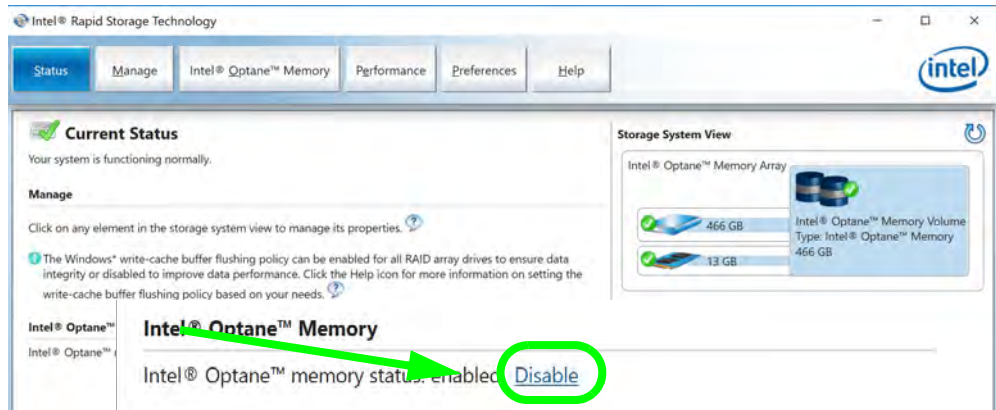 Intel® Rapid Storage Technology
Status Manage Intel® Optane™ Memory Performance Preferences Help
intel
Current Status
Your system is functioning normally.
Manage
Click on any element in the storage system view to manage its properties.
The Windows* write-cache buffer flushing policy can be enabled for all RAID array drives to ensure data
integrity or disabled to improve data performance. Click the Help icon for more information on setting the
write-cache buffer flushing policy based on your needs.
Intel® Optane™
Intel® Optane™
Storage System View
Intel® Optane™ Memory Array
466 GB
13 GB
Intel® Optane™ Memory Volume
Type: Intel® Optane™ Memory
466 GB
Intel® Optane™ Memory
Intel® Optane™ memory status: enabled Disable